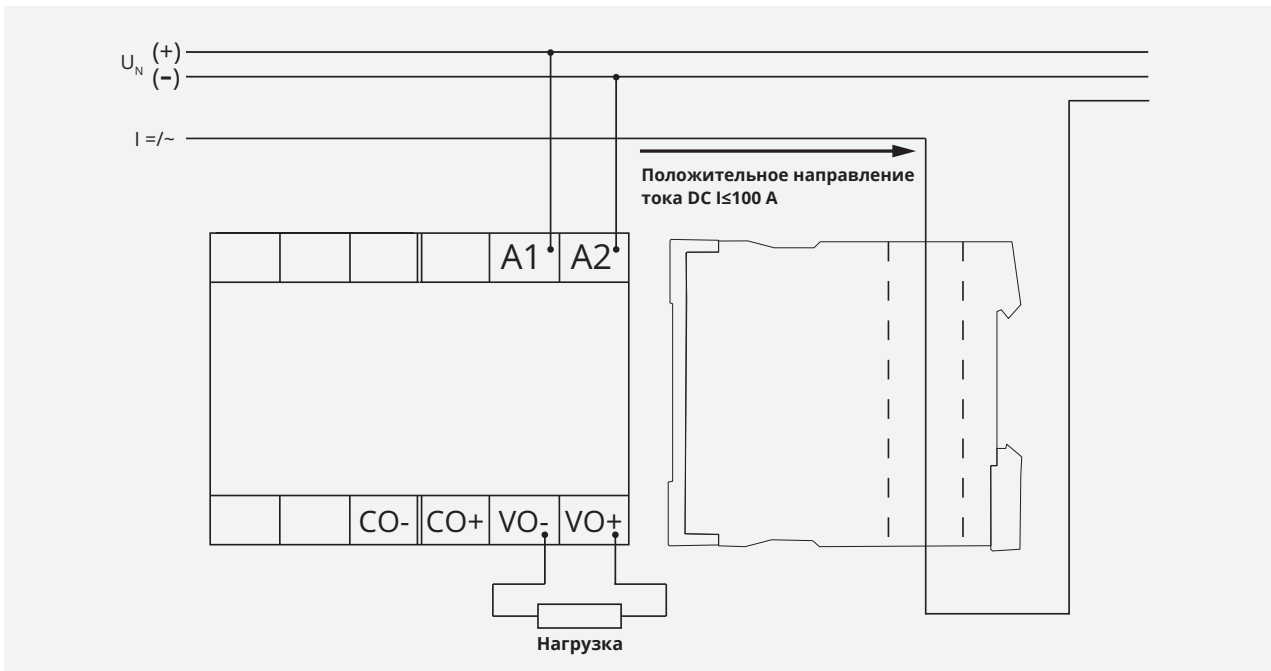 U_N (+)
(−)
I =/~
Положительное направление
тока DC I≤100 A
A1 A2
CO- CO+ VO- VO+
Нагрузка